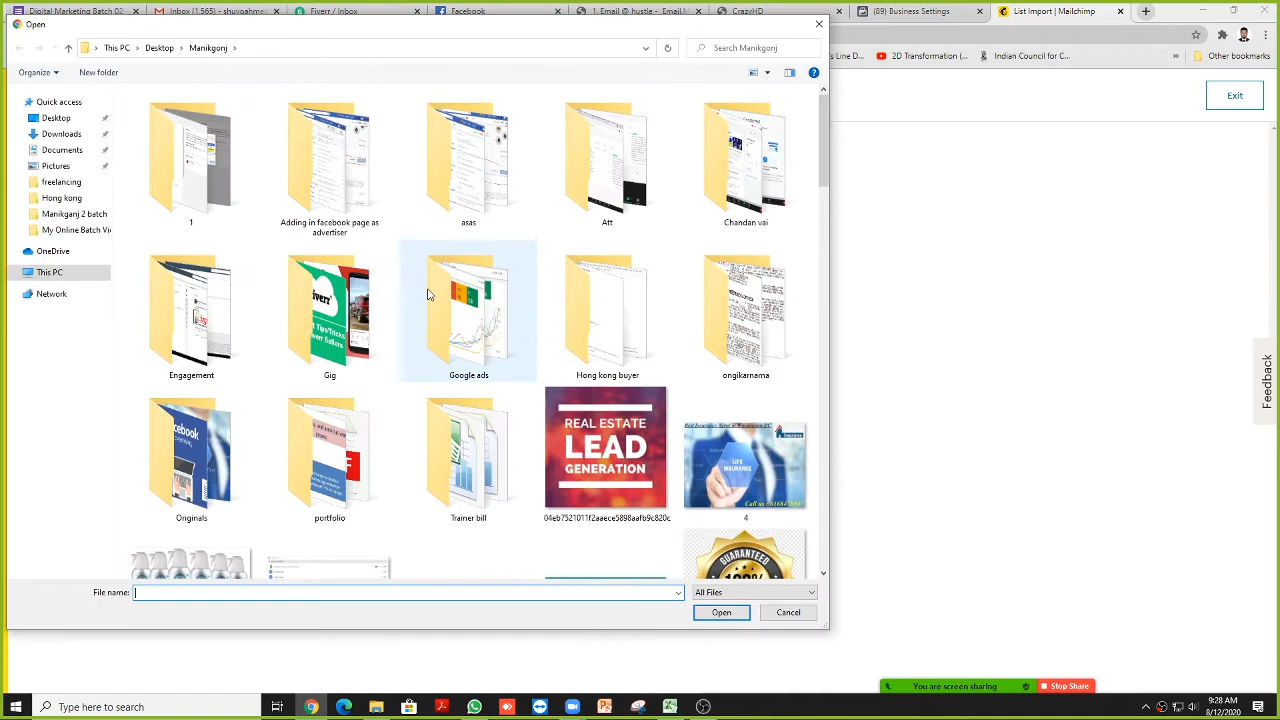 Digital Marketing Batch 02
Inbox (1,565) - shuvoahmed
Fiverr / Inbox
Facebook
1. Email @ hustle - Email M
CrazyHD
(89) Business Settings
List Import | Mailchimp
Open
This PC
Desktop
Manikgonj
Search Manikgonj
s Line D...
2D Transformation (...
Indian Council for C...
Other bookmarks
Organize
New folder
Exit
Quick access
Desktop
Downloads
Documents
Pictures
freelancing
Hong kong
Manikganj 2 batch
My Online Batch Vi
OneDrive
This PC
Network
1
Adding in facebook page as
advertiser
asas
Att
Chandan vai
Engagement
Gig
Google ads
Hong kong buyer
ongikarnama
Feedback
REAL ESTATE
LEAD
GENERATION
LIFE
INSURANCE
Originals
portfolio
Trainer bill
04eb7521011f2aaece5898aafb9c820c
4
GUARANTEED
File name:
All Files
Open
Cancel
You are screen sharing
Stop Share
Type here to search
9:28 AM
8/12/2020